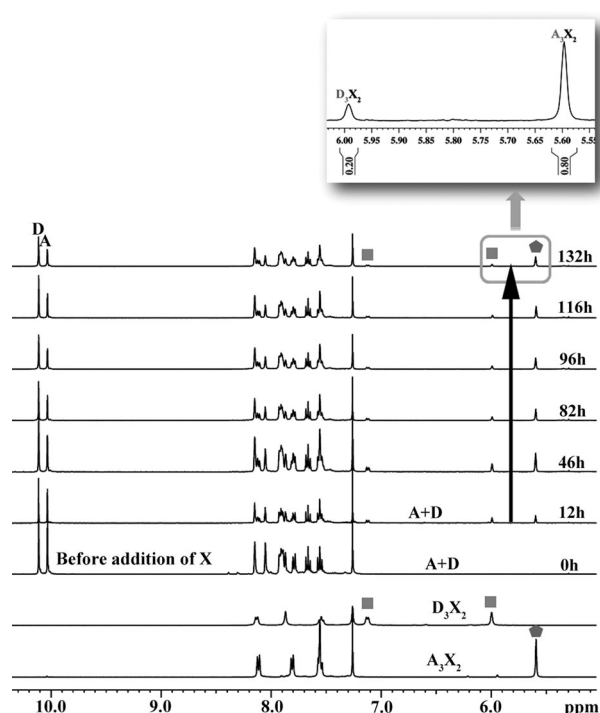 A₃X₂
D₃X₂
6.00 5.95 5.90 5.85 5.80 5.75 5.70 5.65 5.60 5.55
0.20 0.80
D
A
132h
116h
96h
82h
46h
A+D 12h
Before addition of X A+D 0h
D₃X₂
A₃X₂
10.0 9.0 8.0 7.0 6.0 ppm